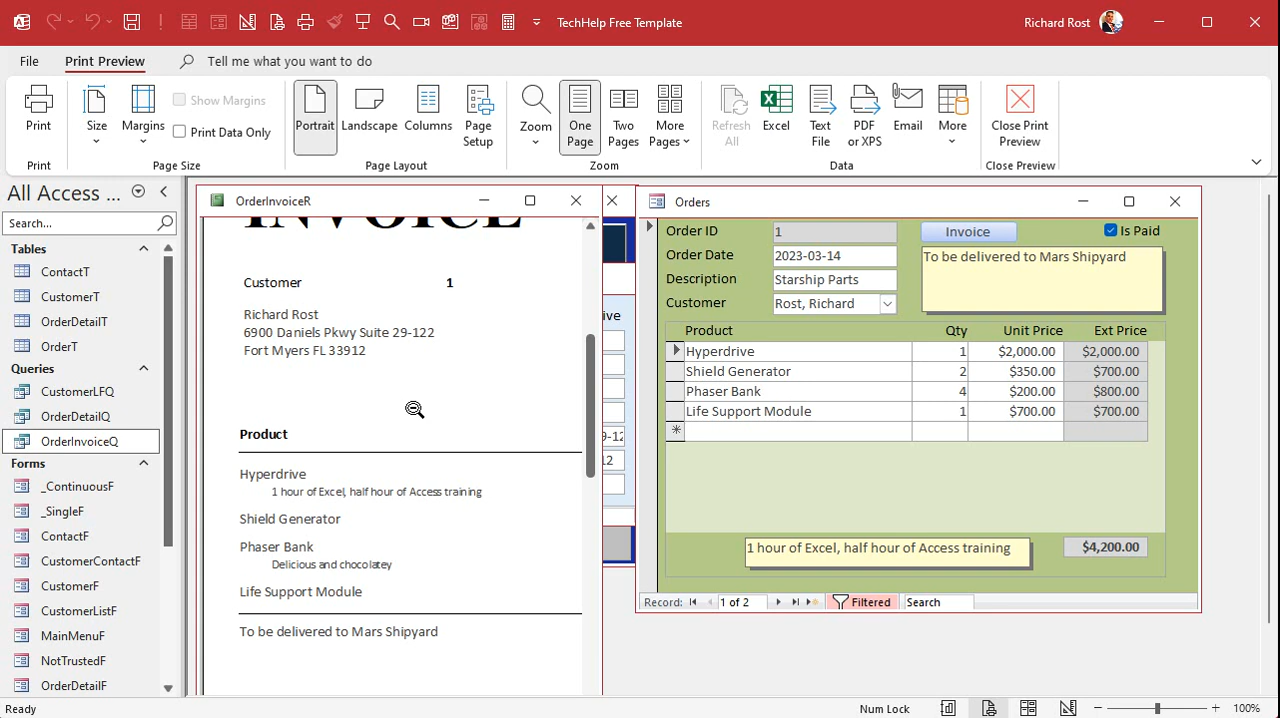 TechHelp Free Template
Richard Rost
File
Print Preview
Tell me what you want to do
Print
Size
Margins
Show Margins
Print Data Only
Portrait
Landscape
Columns
Page
Setup
Zoom
One
Page
Two
Pages
More
Pages
Refresh
All
Excel
Text
File
PDF
or XPS
Email
More
Close Print
Preview
Print
Page Size
Page Layout
Zoom
Data
Close Preview
All Access ...
Search...
Tables
ContactT
CustomerT
OrderDetailT
OrderT
Queries
CustomerLFQ
OrderDetailQ
OrderInvoiceQ
Forms
_ContinuousF
_SingleF
ContactF
CustomerContactF
CustomerF
CustomerListF
MainMenuF
NotTrustedF
OrderDetailF
OrderInvoiceR
INVOICE
Customer 1
Richard Rost
6900 Daniels Pkwy Suite 29-122
Fort Myers FL 33912
Product
Hyperdrive
1 hour of Excel, half hour of Access training
Shield Generator
Phaser Bank
Delicious and chocolatey
Life Support Module
To be delivered to Mars Shipyard
ive
9-12
12
Orders
Order ID 1 Invoice Is Paid
Order Date 2023-03-14 To be delivered to Mars Shipyard
Description Starship Parts
Customer Rost, Richard
Product Qty Unit Price Ext Price
Hyperdrive 1 $2,000.00 $2,000.00
Shield Generator 2 $350.00 $700.00
Phaser Bank 4 $200.00 $800.00
Life Support Module 1 $700.00 $700.00
1 hour of Excel, half hour of Access training $4,200.00
Record: 1 of 2 Filtered Search
Ready
Num Lock
100%